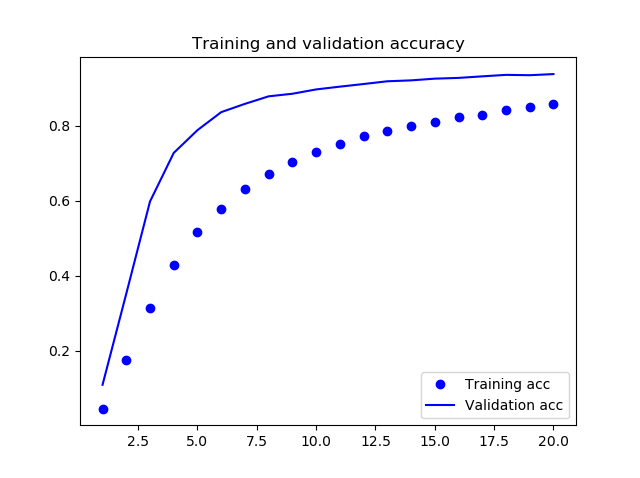 Training and validation accuracy
0.8
0.6
0.4
0.2
2.5 5.0 7.5 10.0 12.5 15.0 17.5 20.0
Training acc
Validation acc